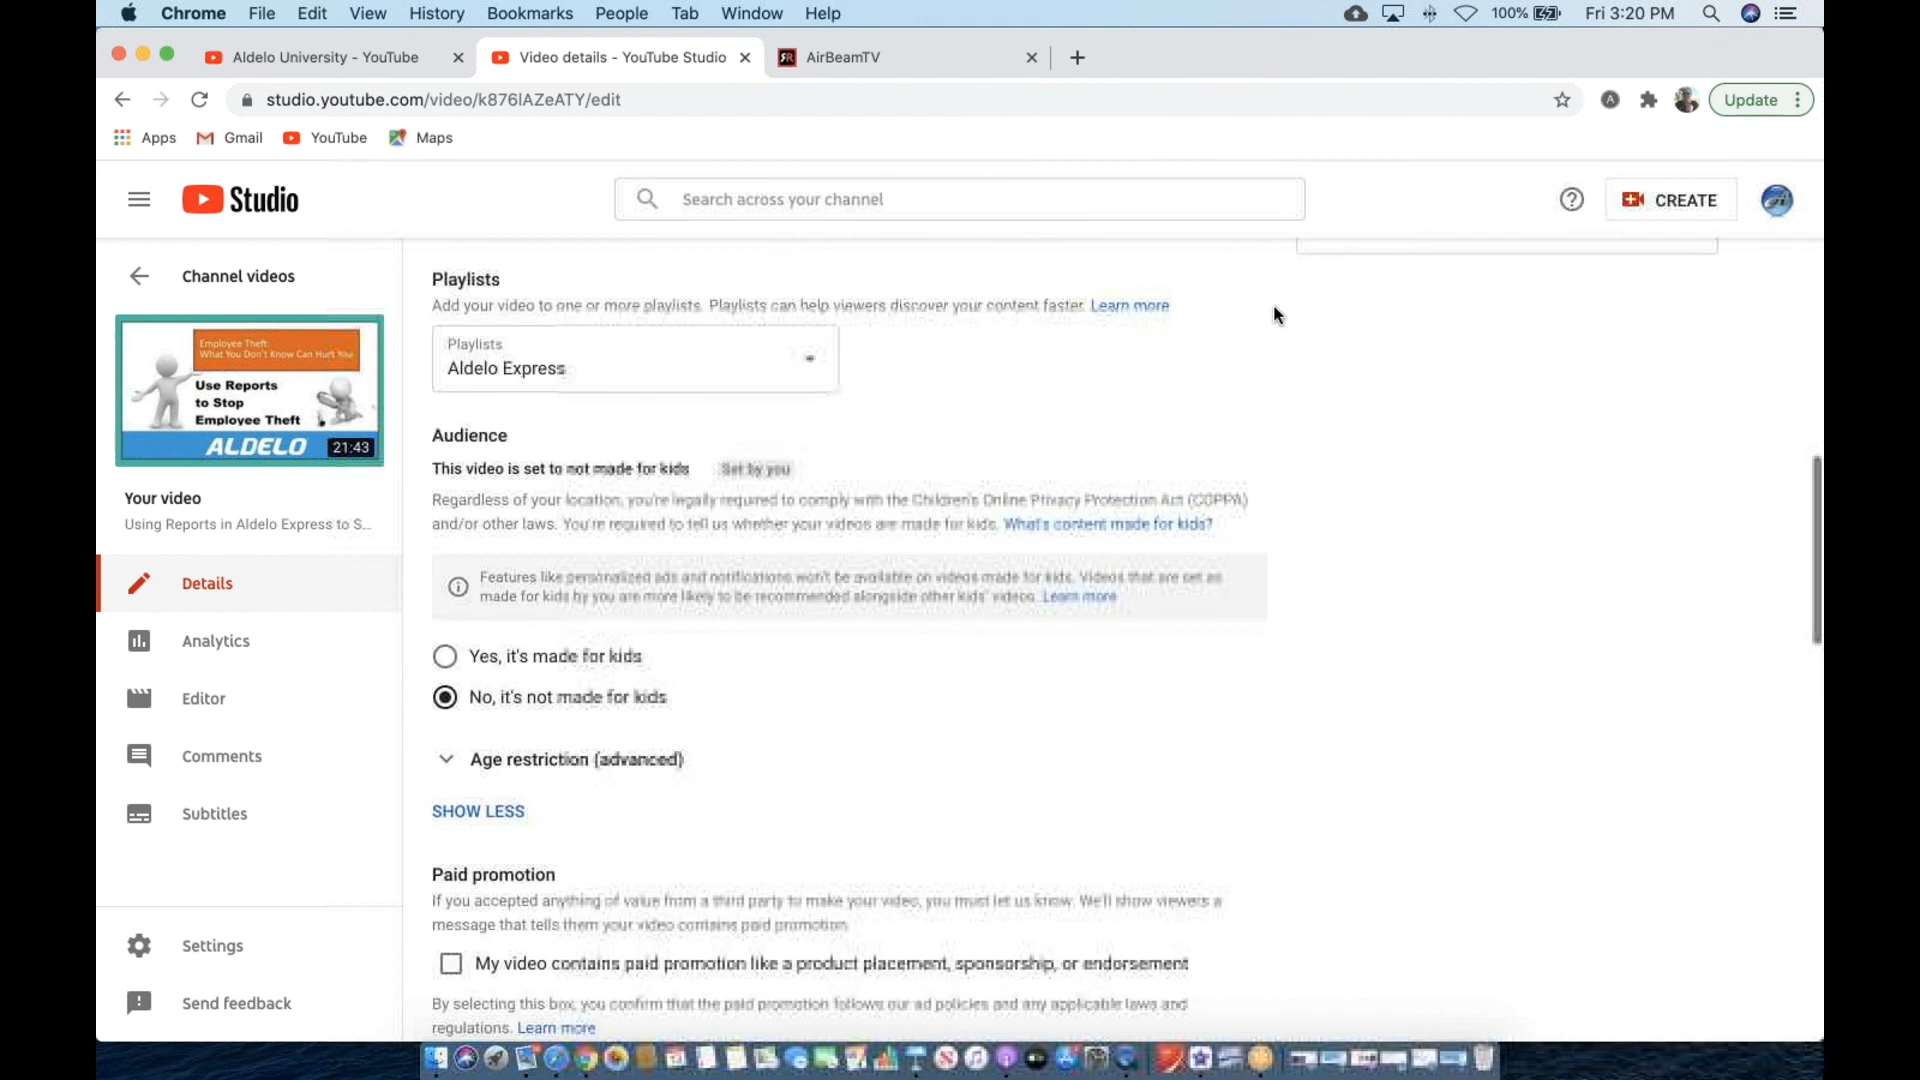 Chrome File Edit View History Bookmarks People Tab Window Help 100% Fri 3:20 PM
Aldelo University - YouTube Video details - YouTube Studio AirBeamTV
studio.youtube.com/video/k876lAZeATY/edit Update
Apps Gmail YouTube Maps
Studio Search across your channel CREATE
Channel videos
Employee Theft:
What You Don't Know Can Hurt You
Use Reports
to Stop
Employee Theft
ALDELO 21:43
Your video
Using Reports in Aldelo Express to S...
Details
Analytics
Editor
Comments
Subtitles
Settings
Send feedback
Playlists
Add your video to one or more playlists. Playlists can help viewers discover your content faster. Learn more
Playlists
Aldelo Express
Audience
This video is set to not made for kids Set by you
Regardless of your location, you're legally required to comply with the Children's Online Privacy Protection Act (COPPA)
and/or other laws. You're required to tell us whether your videos are made for kids. What's content made for kids?
Features like personalized ads and notifications won't be available on videos made for kids. Videos that are set as
made for kids by you are more likely to be recommended alongside other kids' videos. Learn more
Yes, it's made for kids
No, it's not made for kids
Age restriction (advanced)
SHOW LESS
Paid promotion
If you accepted anything of value from a third party to make your video, you must let us know. We'll show viewers a
message that tells them your video contains paid promotion.
My video contains paid promotion like a product placement, sponsorship, or endorsement
By selecting this box, you confirm that the paid promotion follows our ad policies and any applicable laws and
regulations. Learn more